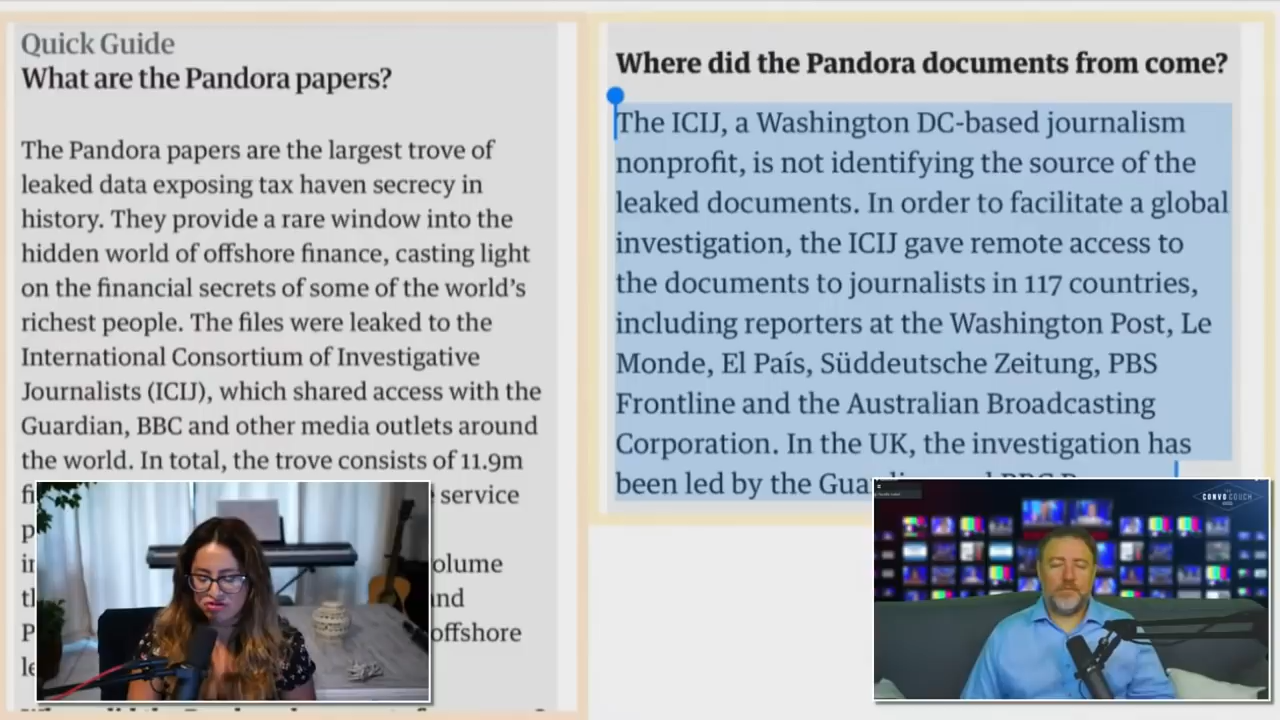 Quick Guide
What are the Pandora papers?
The Pandora papers are the largest trove of
leaked data exposing tax haven secrecy in
history. They provide a rare window into the
hidden world of offshore finance, casting light
on the financial secrets of some of the world's
richest people. The files were leaked to the
International Consortium of Investigative
Journalists (ICIJ), which shared access with the
Guardian, BBC and other media outlets around
the world. In total, the trove consists of 11.9m
service
olume
offshore
Where did the Pandora documents from come?
The ICIJ, a Washington DC-based journalism
nonprofit, is not identifying the source of the
leaked documents. In order to facilitate a global
investigation, the ICIJ gave remote access to
the documents to journalists in 117 countries,
including reporters at the Washington Post, Le
Monde, El País, Süddeutsche Zeitung, PBS
Frontline and the Australian Broadcasting
Corporation. In the UK, the investigation has
been led by the Gua
CONVO COUCH